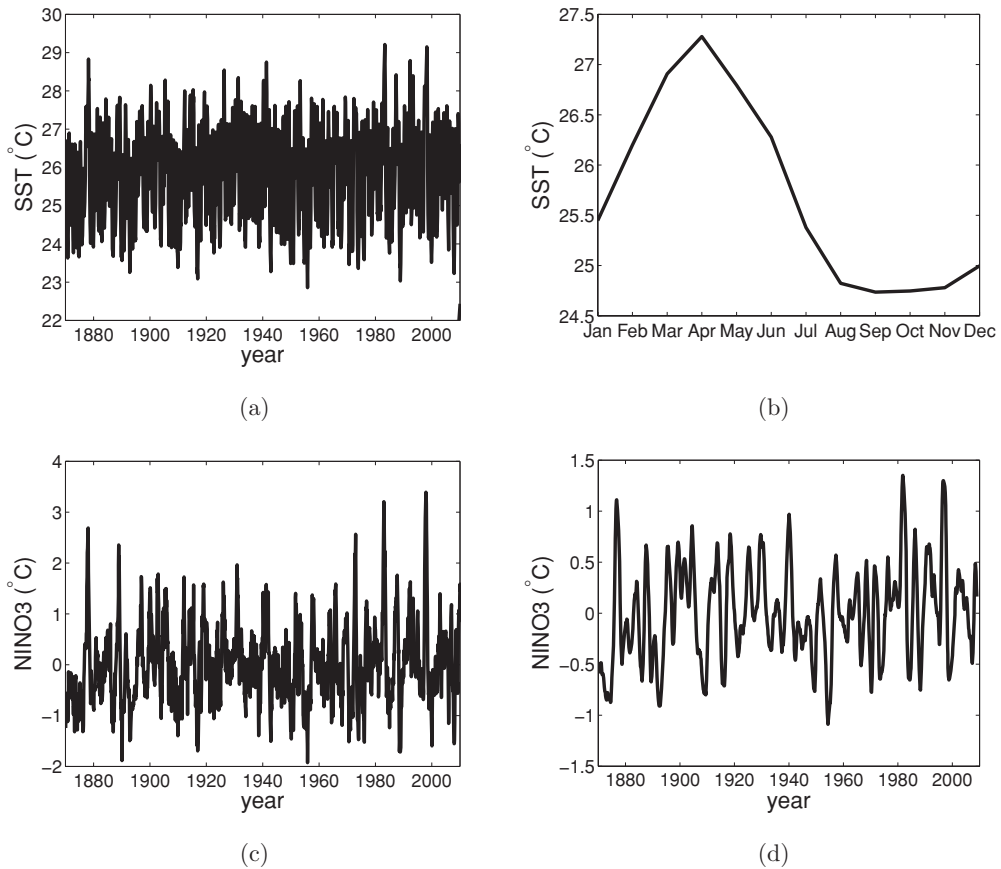 30
29
28
27
26
25
24
23
22
SST (°C)
1880 1900 1920 1940 1960 1980 2000
year
(a)
27.5
27
26.5
26
25.5
25
24.5
SST (°C)
Jan Feb Mar Apr May Jun Jul Aug Sep Oct Nov Dec
(b)
4
3
2
1
0
−1
−2
NINO3 (°C)
1880 1900 1920 1940 1960 1980 2000
year
(c)
1.5
1
0.5
0
−0.5
−1
−1.5
NINO3 (°C)
1880 1900 1920 1940 1960 1980 2000
year
(d)